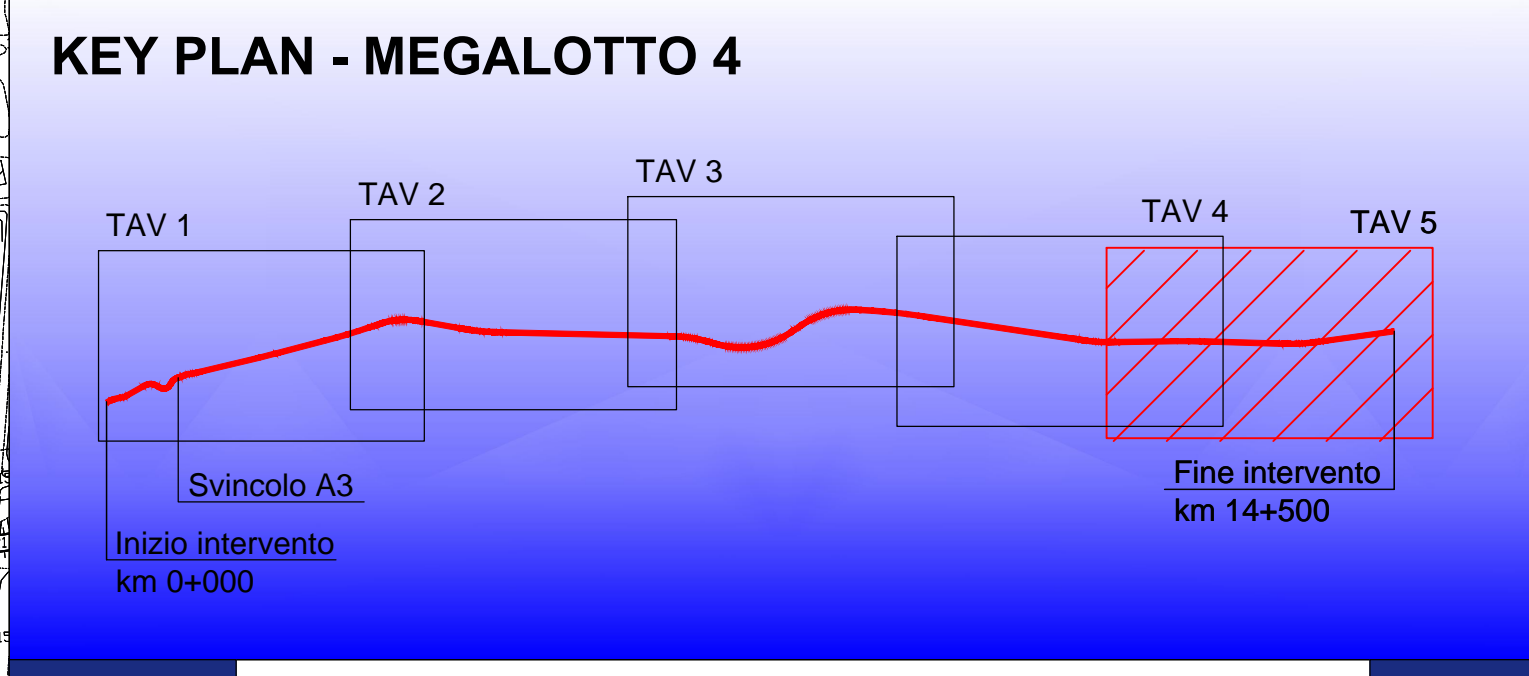 KEY PLAN - MEGALOTTO 4
TAV 1
TAV 2
TAV 3
TAV 4
TAV 5
Svincolo A3
Inizio intervento
km 0+000
Fine intervento
km 14+500